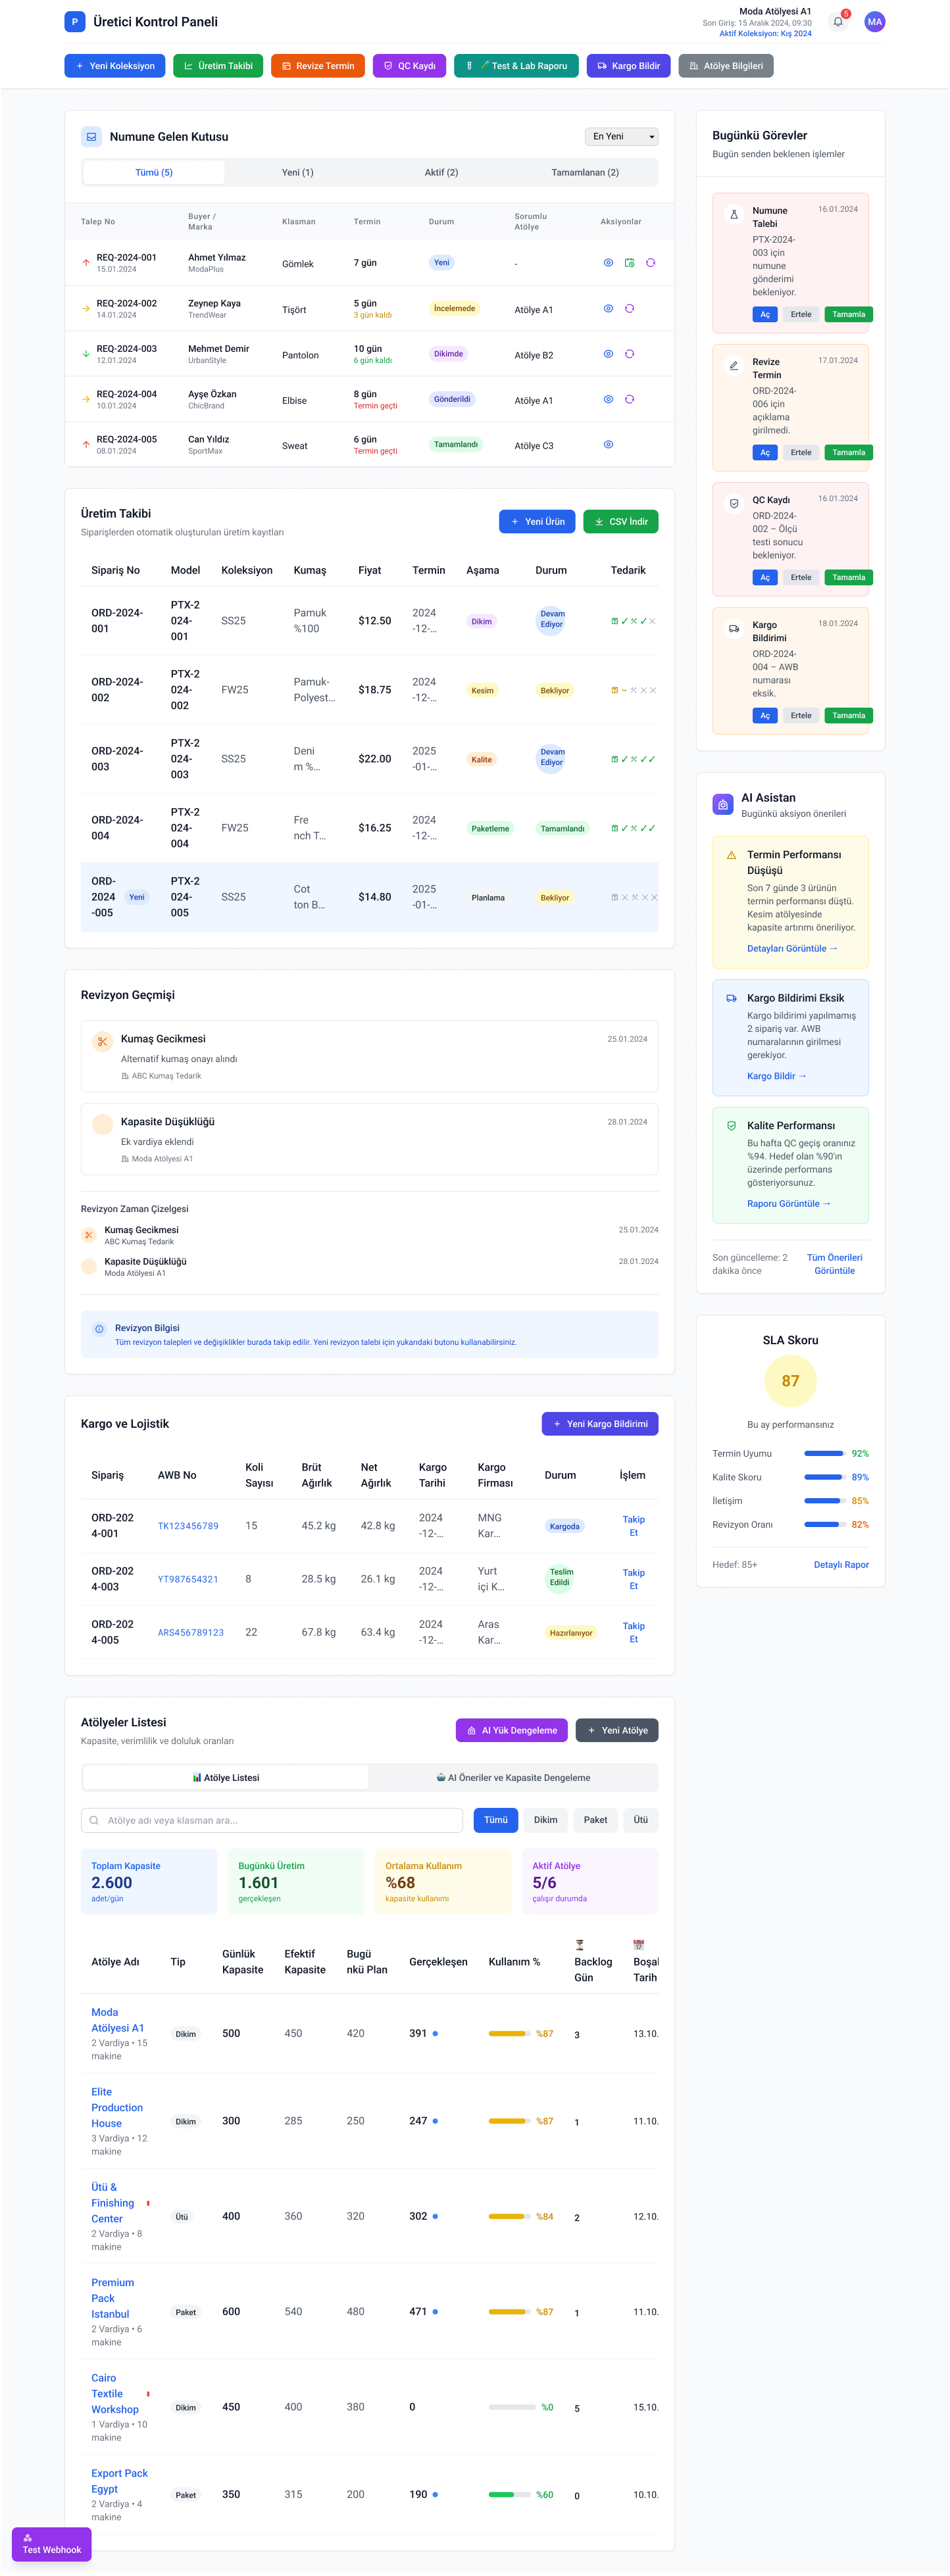 P Üretici Kontrol Paneli
Moda Atölyesi A1
Son Giriş: 15 Aralık 2024, 09:30
Aktif Koleksiyon: Kış 2024
5
MA
Yeni Koleksiyon Üretim Takibi Revize Termin QC Kaydı Test & Lab Raporu Kargo Bildir Atölye Bilgileri
Numune Gelen Kutusu
En Yeni
Tümü (5) Yeni (1) Aktif (2) Tamamlanan (2)
Talep No Buyer / Marka Klasman Termin Durum Sorumlu Atölye Aksiyonlar
REQ-2024-001 Ahmet Yılmaz Gömlek 7 gün Yeni -
15.01.2024 ModaPlus
REQ-2024-002 Zeynep Kaya Tişört 5 gün İncelemede Atölye A1
14.01.2024 TrendWear 3 gün kaldı
REQ-2024-003 Mehmet Demir Pantolon 10 gün Dikimde Atölye B2
12.01.2024 UrbanStyle 6 gün kaldı
REQ-2024-004 Ayşe Özkan Elbise 8 gün Gönderildi Atölye A1
10.01.2024 ChicBrand Termin geçti
REQ-2024-005 Can Yıldız Sweat 6 gün Tamamlandı Atölye C3
08.01.2024 SportMax Termin geçti
Üretim Takibi
Siparişlerden otomatik oluşturulan üretim kayıtları
Yeni Ürün CSV İndir
Sipariş No Model Koleksiyon Kumaş Fiyat Termin Aşama Durum Tedarik
ORD-2024-001 PTX-2024-001 SS25 Pamuk %100 $12.50 2024-12-... Dikim Devam Ediyor
ORD-2024-002 PTX-2024-002 FW25 Pamuk-Polyest... $18.75 2024-12-... Kesim Bekliyor
ORD-2024-003 PTX-2024-003 SS25 Denim %... $22.00 2025-01-... Kalite Devam Ediyor
ORD-2024-004 PTX-2024-004 FW25 French T... $16.25 2024-12-... Paketleme Tamamlandı
ORD-2024-005 Yeni PTX-2024-005 SS25 Cotton B... $14.80 2025-01-... Planlama Bekliyor
Revizyon Geçmişi
Kumaş Gecikmesi 25.01.2024
Alternatif kumaş onayı alındı
ABC Kumaş Tedarik
Kapasite Düşüklüğü 28.01.2024
Ek vardiya eklendi
Moda Atölyesi A1
Revizyon Zaman Çizelgesi
Kumaş Gecikmesi 25.01.2024
ABC Kumaş Tedarik
Kapasite Düşüklüğü 28.01.2024
Moda Atölyesi A1
Revizyon Bilgisi
Tüm revizyon talepleri ve değişiklikler burada takip edilir. Yeni revizyon talebi için yukarıdaki butonu kullanabilirsiniz.
Kargo ve Lojistik
Yeni Kargo Bildirimi
Sipariş AWB No Koli Sayısı Brüt Ağırlık Net Ağırlık Kargo Tarihi Kargo Firması Durum İşlem
ORD-2024-001 TK123456789 15 45.2 kg 42.8 kg 2024-12-... MNG Kar... Kargoda Takip Et
ORD-2024-003 YT987654321 8 28.5 kg 26.1 kg 2024-12-... Yurtiçi K... Teslim Edildi Takip Et
ORD-2024-005 ARS456789123 22 67.8 kg 63.4 kg 2024-12-... Aras Kar... Hazırlanıyor Takip Et
Atölyeler Listesi
Kapasite, verimlilik ve doluluk oranları
AI Yük Dengeleme Yeni Atölye
Atölye Listesi AI Öneriler ve Kapasite Dengeleme
Atölye adı veya klasman ara...
Tümü Dikim Paket Ütü
Toplam Kapasite Bugünkü Üretim Ortalama Kullanım Aktif Atölye
2.600 1.601 %68 5/6
adet/gün gerçekleşen kapasite kullanımı çalışır durumda
Atölye Adı Tip Günlük Kapasite Efektif Kapasite Bugünkü Plan Gerçekleşen Kullanım % Backlog Gün Boşal Tarih
Moda Atölyesi A1 Dikim 500 450 420 391 %87 3 13.10.
2 Vardiya • 15 makine
Elite Production House Dikim 300 285 250 247 %87 1 11.10.
3 Vardiya • 12 makine
Ütü & Finishing Center Ütü 400 360 320 302 %84 2 12.10.
2 Vardiya • 8 makine
Premium Pack Istanbul Paket 600 540 480 471 %87 1 11.10.
2 Vardiya • 6 makine
Cairo Textile Workshop Dikim 450 400 380 0 %0 5 15.10.
1 Vardiya • 10 makine
Export Pack Egypt Paket 350 315 200 190 %60 0 10.10.
2 Vardiya • 4 makine
Test Webhook
Bugünkü Görevler
Bugün senden beklenen işlemler
Numune Talebi 16.01.2024
PTX-2024-003 için numune gönderimi bekleniyor.
Aç Ertele Tamamla
Revize Termin 17.01.2024
ORD-2024-006 için açıklama girilmedi.
Aç Ertele Tamamla
QC Kaydı 16.01.2024
ORD-2024-002 – Ölçü testi sonucu bekleniyor.
Aç Ertele Tamamla
Kargo Bildirimi 18.01.2024
ORD-2024-004 – AWB numarası eksik.
Aç Ertele Tamamla
AI Asistan
Bugünkü aksiyon önerileri
Termin Performansı Düşüşü
Son 7 günde 3 ürünün
termin performansı düştü.
Kesim atölyesinde
kapasite artırımı öneriliyor.
Detayları Görüntüle →
Kargo Bildirimi Eksik
Kargo bildirimi yapılmamış
2 sipariş var. AWB
numaralarının girilmesi
gerekiyor.
Kargo Bildir →
Kalite Performansı
Bu hafta QC geçiş oranınız
%94. Hedef olan %90'ın
üzerinde performans
gösteriyorsunuz.
Raporu Görüntüle →
Son güncelleme: 2 dakika önce
Tüm Önerileri Görüntüle
SLA Skoru
87
Bu ay performansınız
Termin Uyumu 92%
Kalite Skoru 89%
İletişim 85%
Revizyon Oranı 82%
Hedef: 85+ Detaylı Rapor